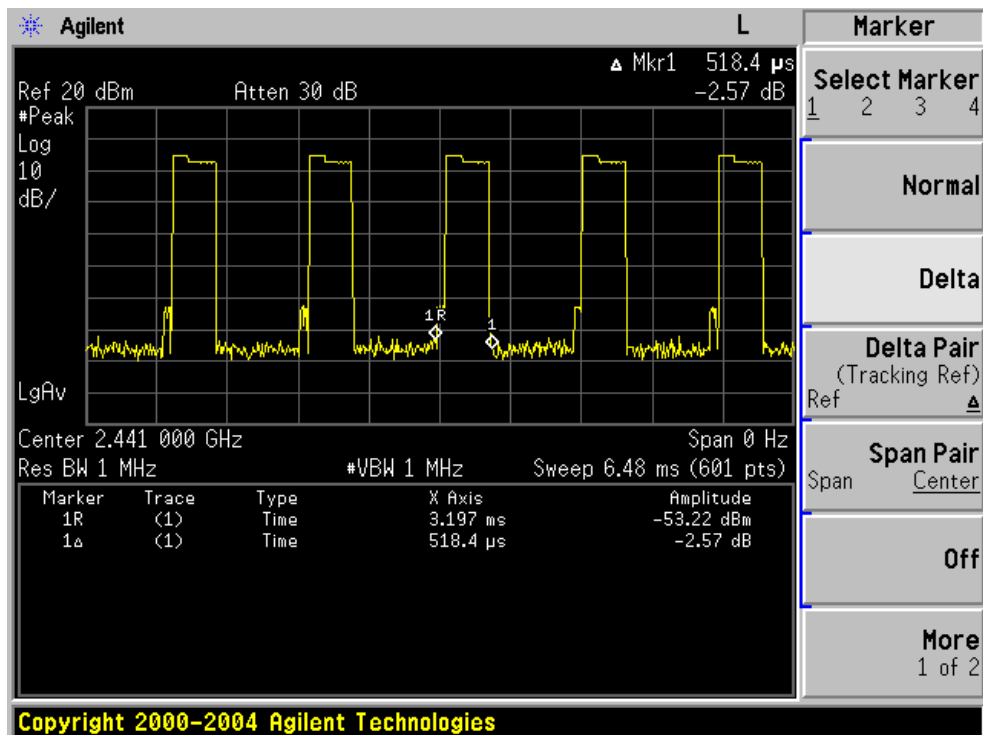 Agilent L Marker
Δ Mkr1 518.4 µs
Ref 20 dBm Atten 30 dB -2.57 dB
#Peak
Log
10
dB/
1R
1
LgAv
Center 2.441 000 GHz Span 0 Hz
Res BW 1 MHz #VBW 1 MHz Sweep 6.48 ms (601 pts)
Marker Trace Type X Axis Amplitude
1R (1) Time 3.197 ms -53.22 dBm
1Δ (1) Time 518.4 µs -2.57 dB
Select Marker
1 2 3 4
Normal
Delta
Delta Pair
(Tracking Ref)
Ref Δ
Span Pair
Span Center
Off
More
1 of 2
Copyright 2000-2004 Agilent Technologies